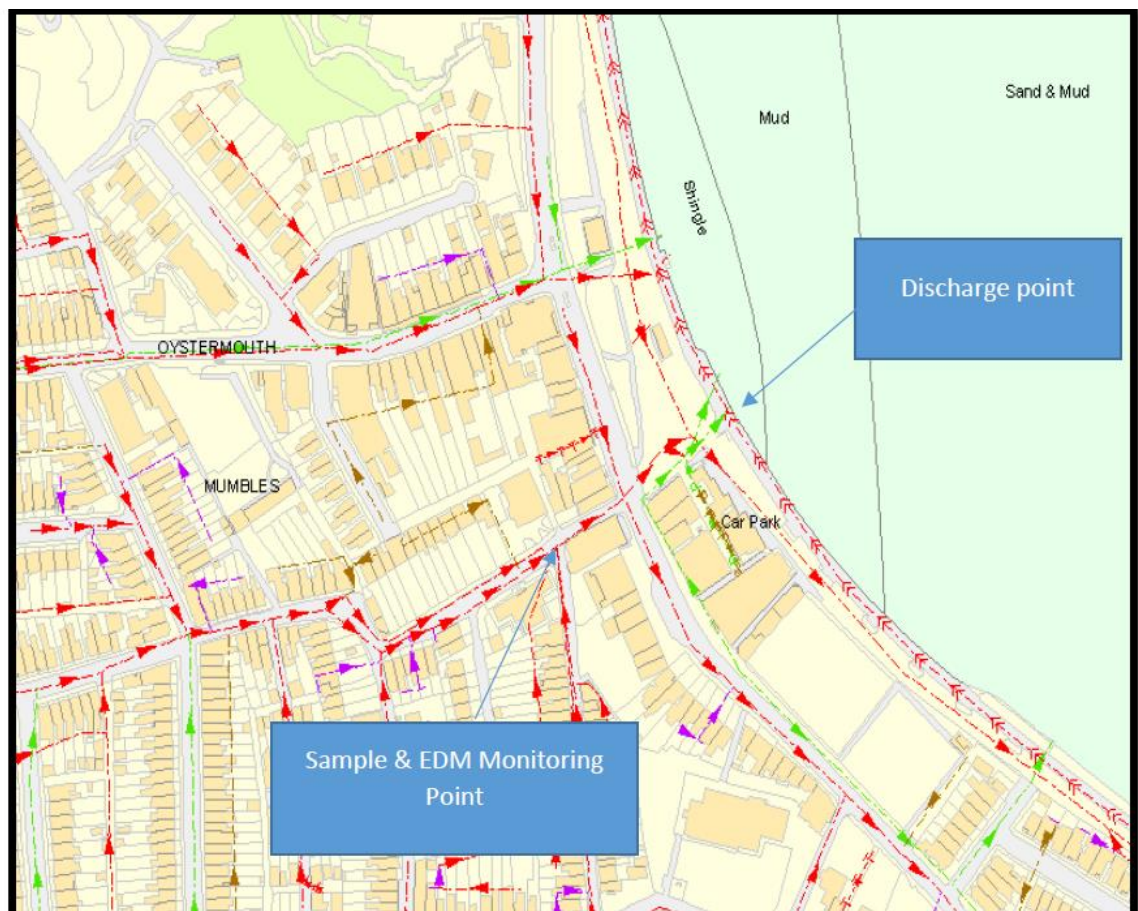 Sand & Mud
Mud
Shingle
Discharge point
OYSTERMOUTH
MUMBLES
Car Park
Sample & EDM Monitoring
Point